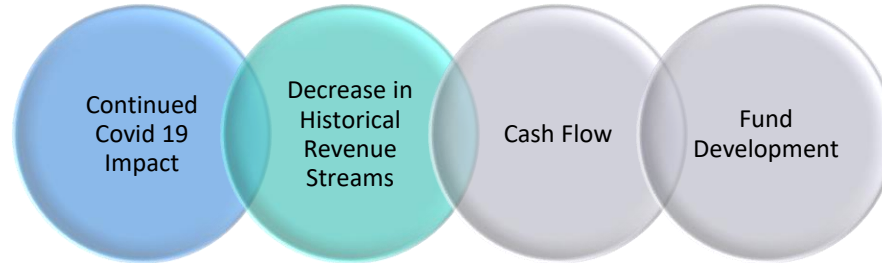 Continued
Covid 19
Impact
Decrease in
Historical
Revenue
Streams
Cash Flow
Fund
Development